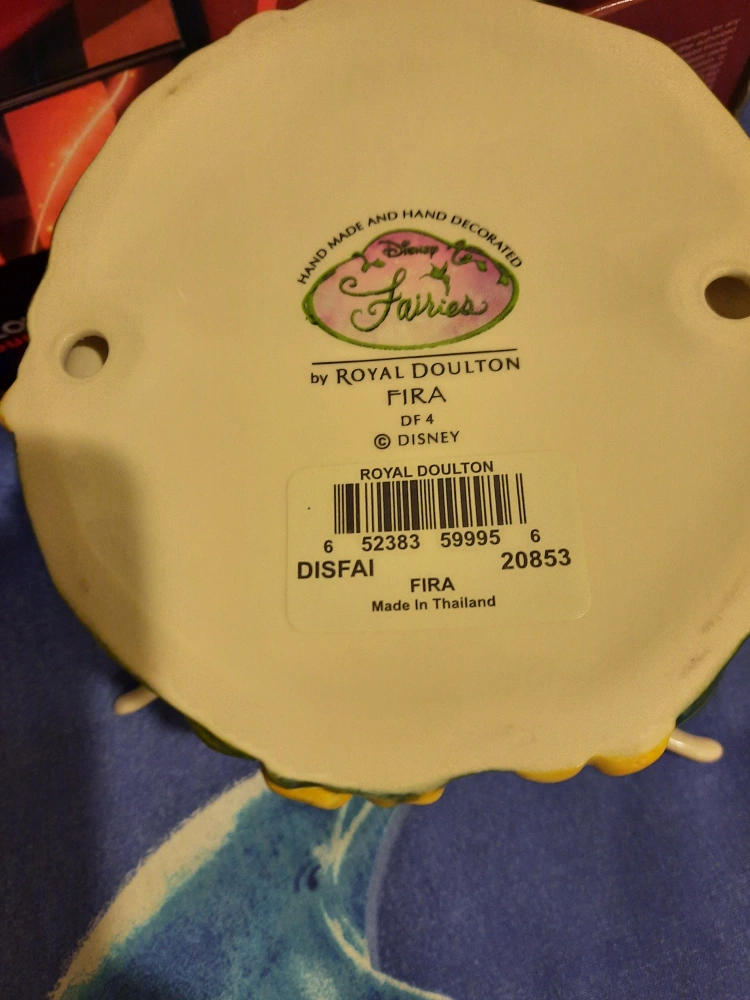 HAND MADE AND HAND DECORATED
Disney
Fairies
by ROYAL DOULTON
FIRA
DF 4
© DISNEY
ROYAL DOULTON
6 52383 59995 6
DISFAI 20853
FIRA
Made In Thailand